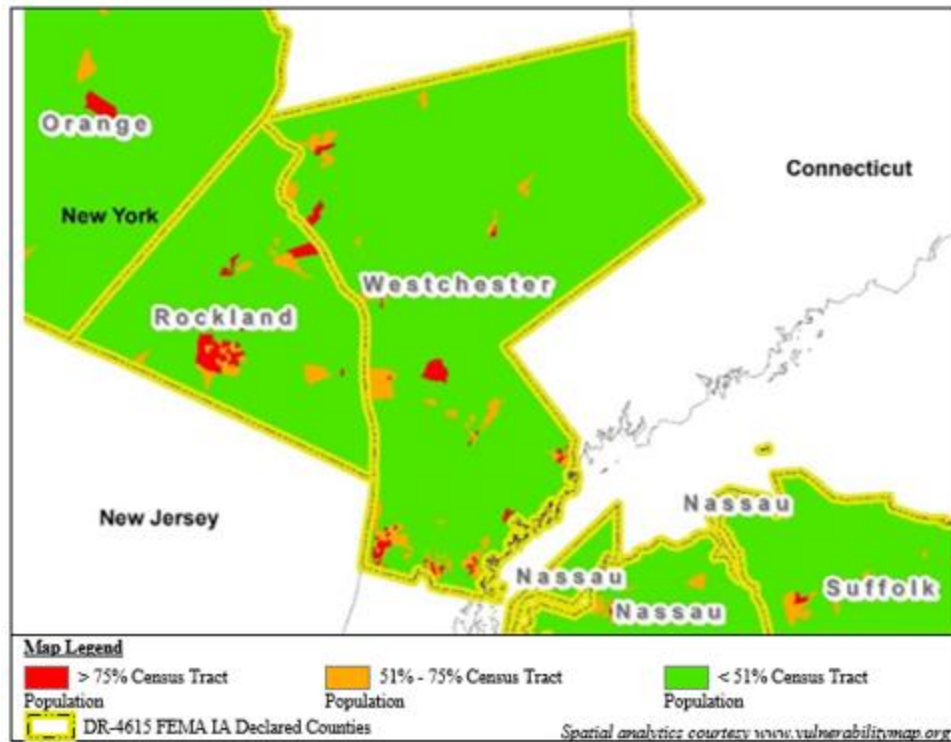 Orange
Connecticut
New York
Westchester
Rockland
Nassau
New Jersey
Nassau
Suffolk
Nassau
Map Legend
> 75% Census Tract Population
51% - 75% Census Tract Population
< 51% Census Tract Population
DR-4615 FEMA IA Declared Counties
Spatial analytics courtesy www.vulnerabilitymap.org